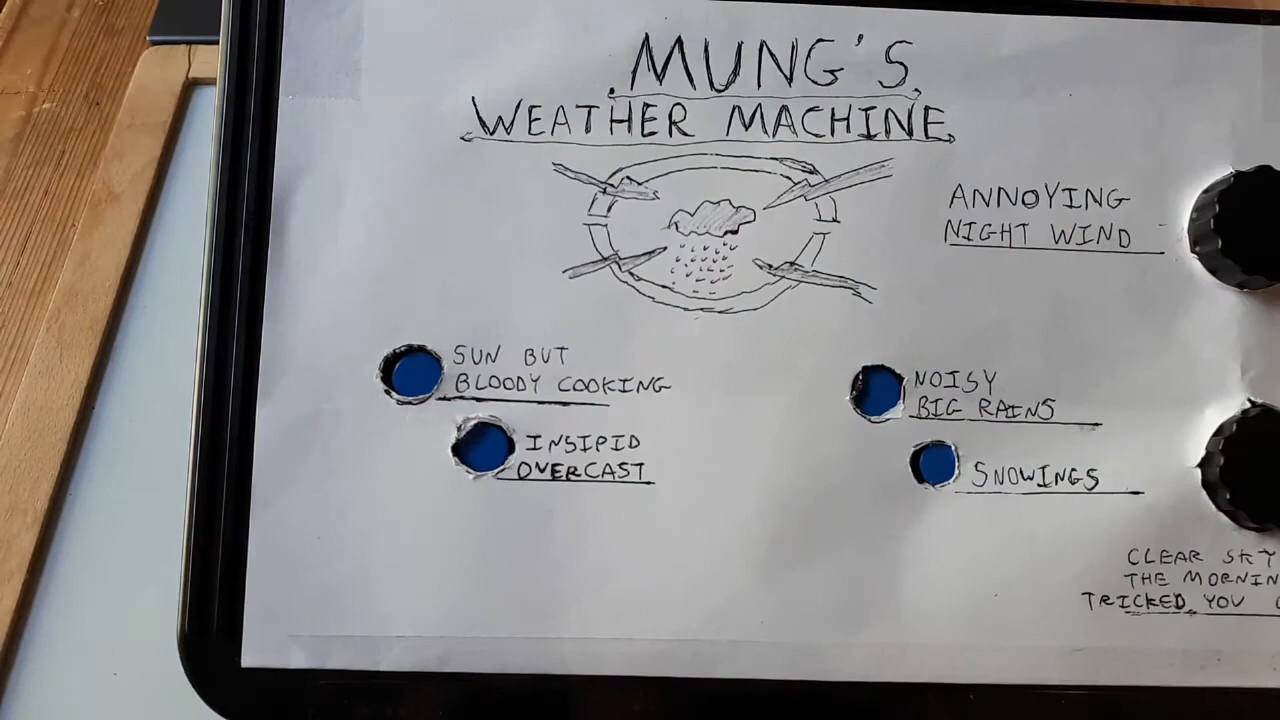 MUNG'S
WEATHER MACHINE
ANNOYING
NIGHT WIND
SUN BUT
BLOODY COOKING
NOISY
BIG RAINS
INSIPID
OVERCAST
SNOWINGS
CLEAR SKY
THE MORNIN
TRICKED YOU